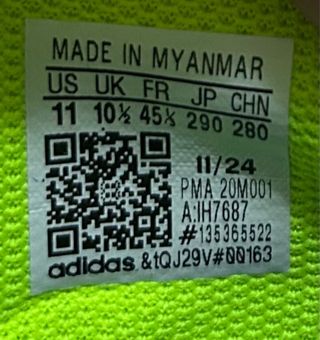 MADE IN MYANMAR
US UK FR JP CHN
11 10½ 45⅓ 290 280
11/24
PMA 20M001
A:IH7687
#135365522
adidas &tQJ29V#00163